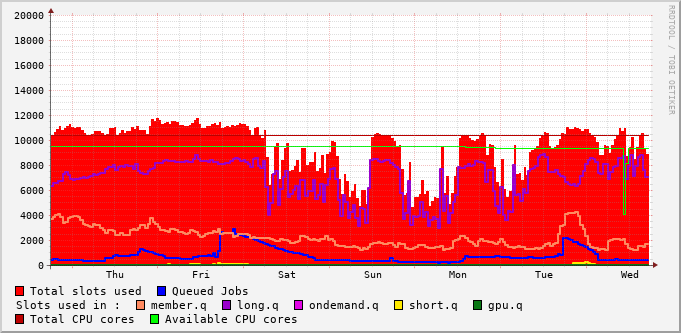 RRDTOOL / TOBI OETIKER
20000
18000
16000
14000
12000
10000
8000
6000
4000
2000
0
Thu Fri Sat Sun Mon Tue Wed
Total slots used Queued Jobs
Slots used in : member.q long.q ondemand.q short.q gpu.q
Total CPU cores Available CPU cores